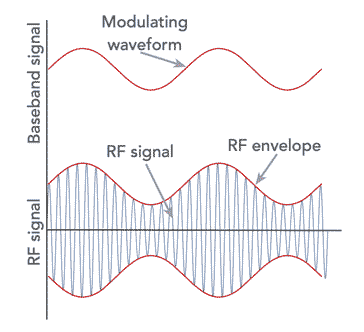 Modulating
waveform
Baseband signal
RF signal
RF envelope
RF signal